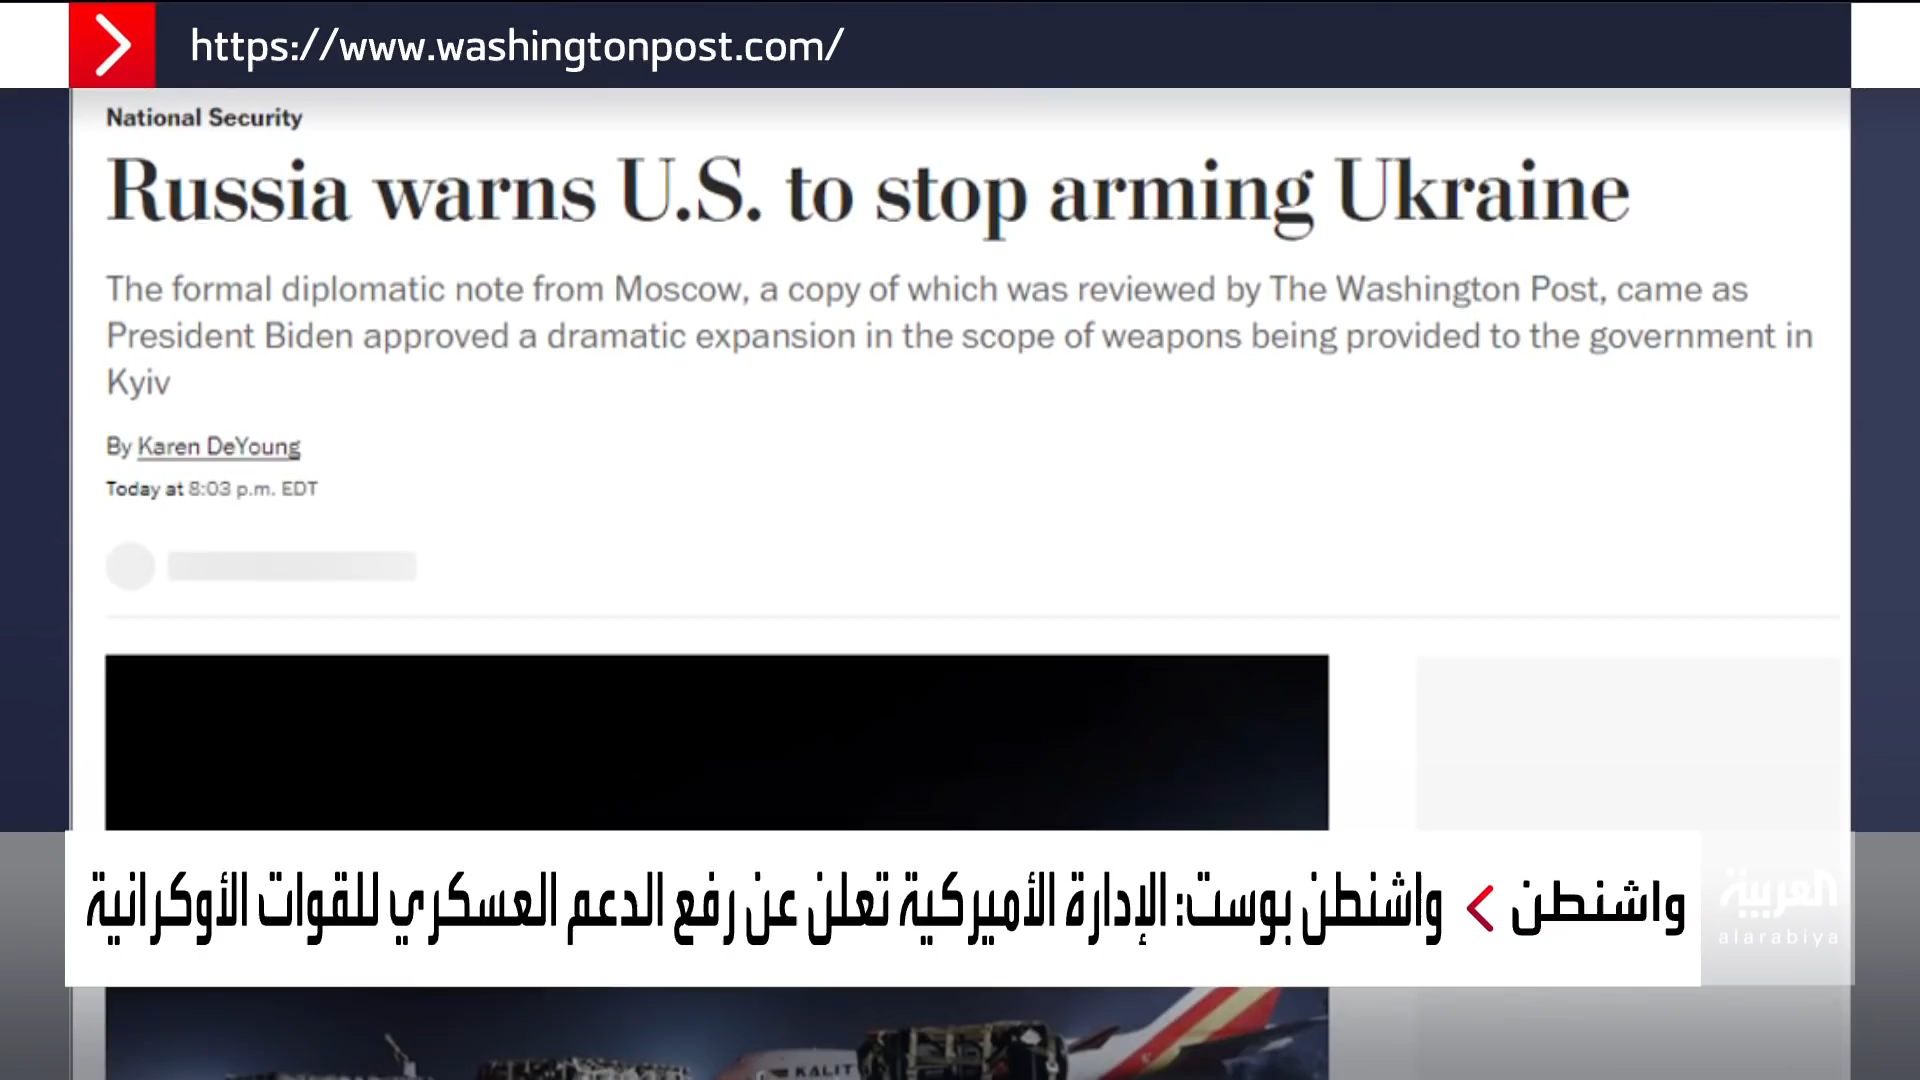 https://www.washingtonpost.com/
National Security
Russia warns U.S. to stop arming Ukraine
The formal diplomatic note from Moscow, a copy of which was reviewed by The Washington Post, came as
President Biden approved a dramatic expansion in the scope of weapons being provided to the government in
Kyiv
By Karen DeYoung
Today at 8:03 p.m. EDT
العربية
alarabiya
واشنطن
واشنطن بوست: الإدارة الأميركية تعلن عن رفع الدعم العسكري للقوات الأوكرانية
KALIT